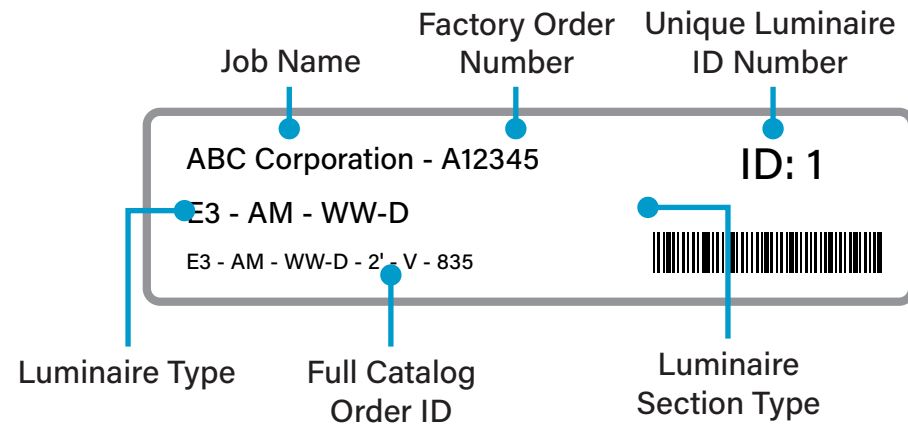 Job Name
Factory Order
Number
Unique Luminaire
ID Number
ABC Corporation - A12345
ID: 1
E3 - AM - WW-D
E3 - AM - WW-D - 2' - V - 835
Luminaire Type
Full Catalog
Order ID
Luminaire
Section Type